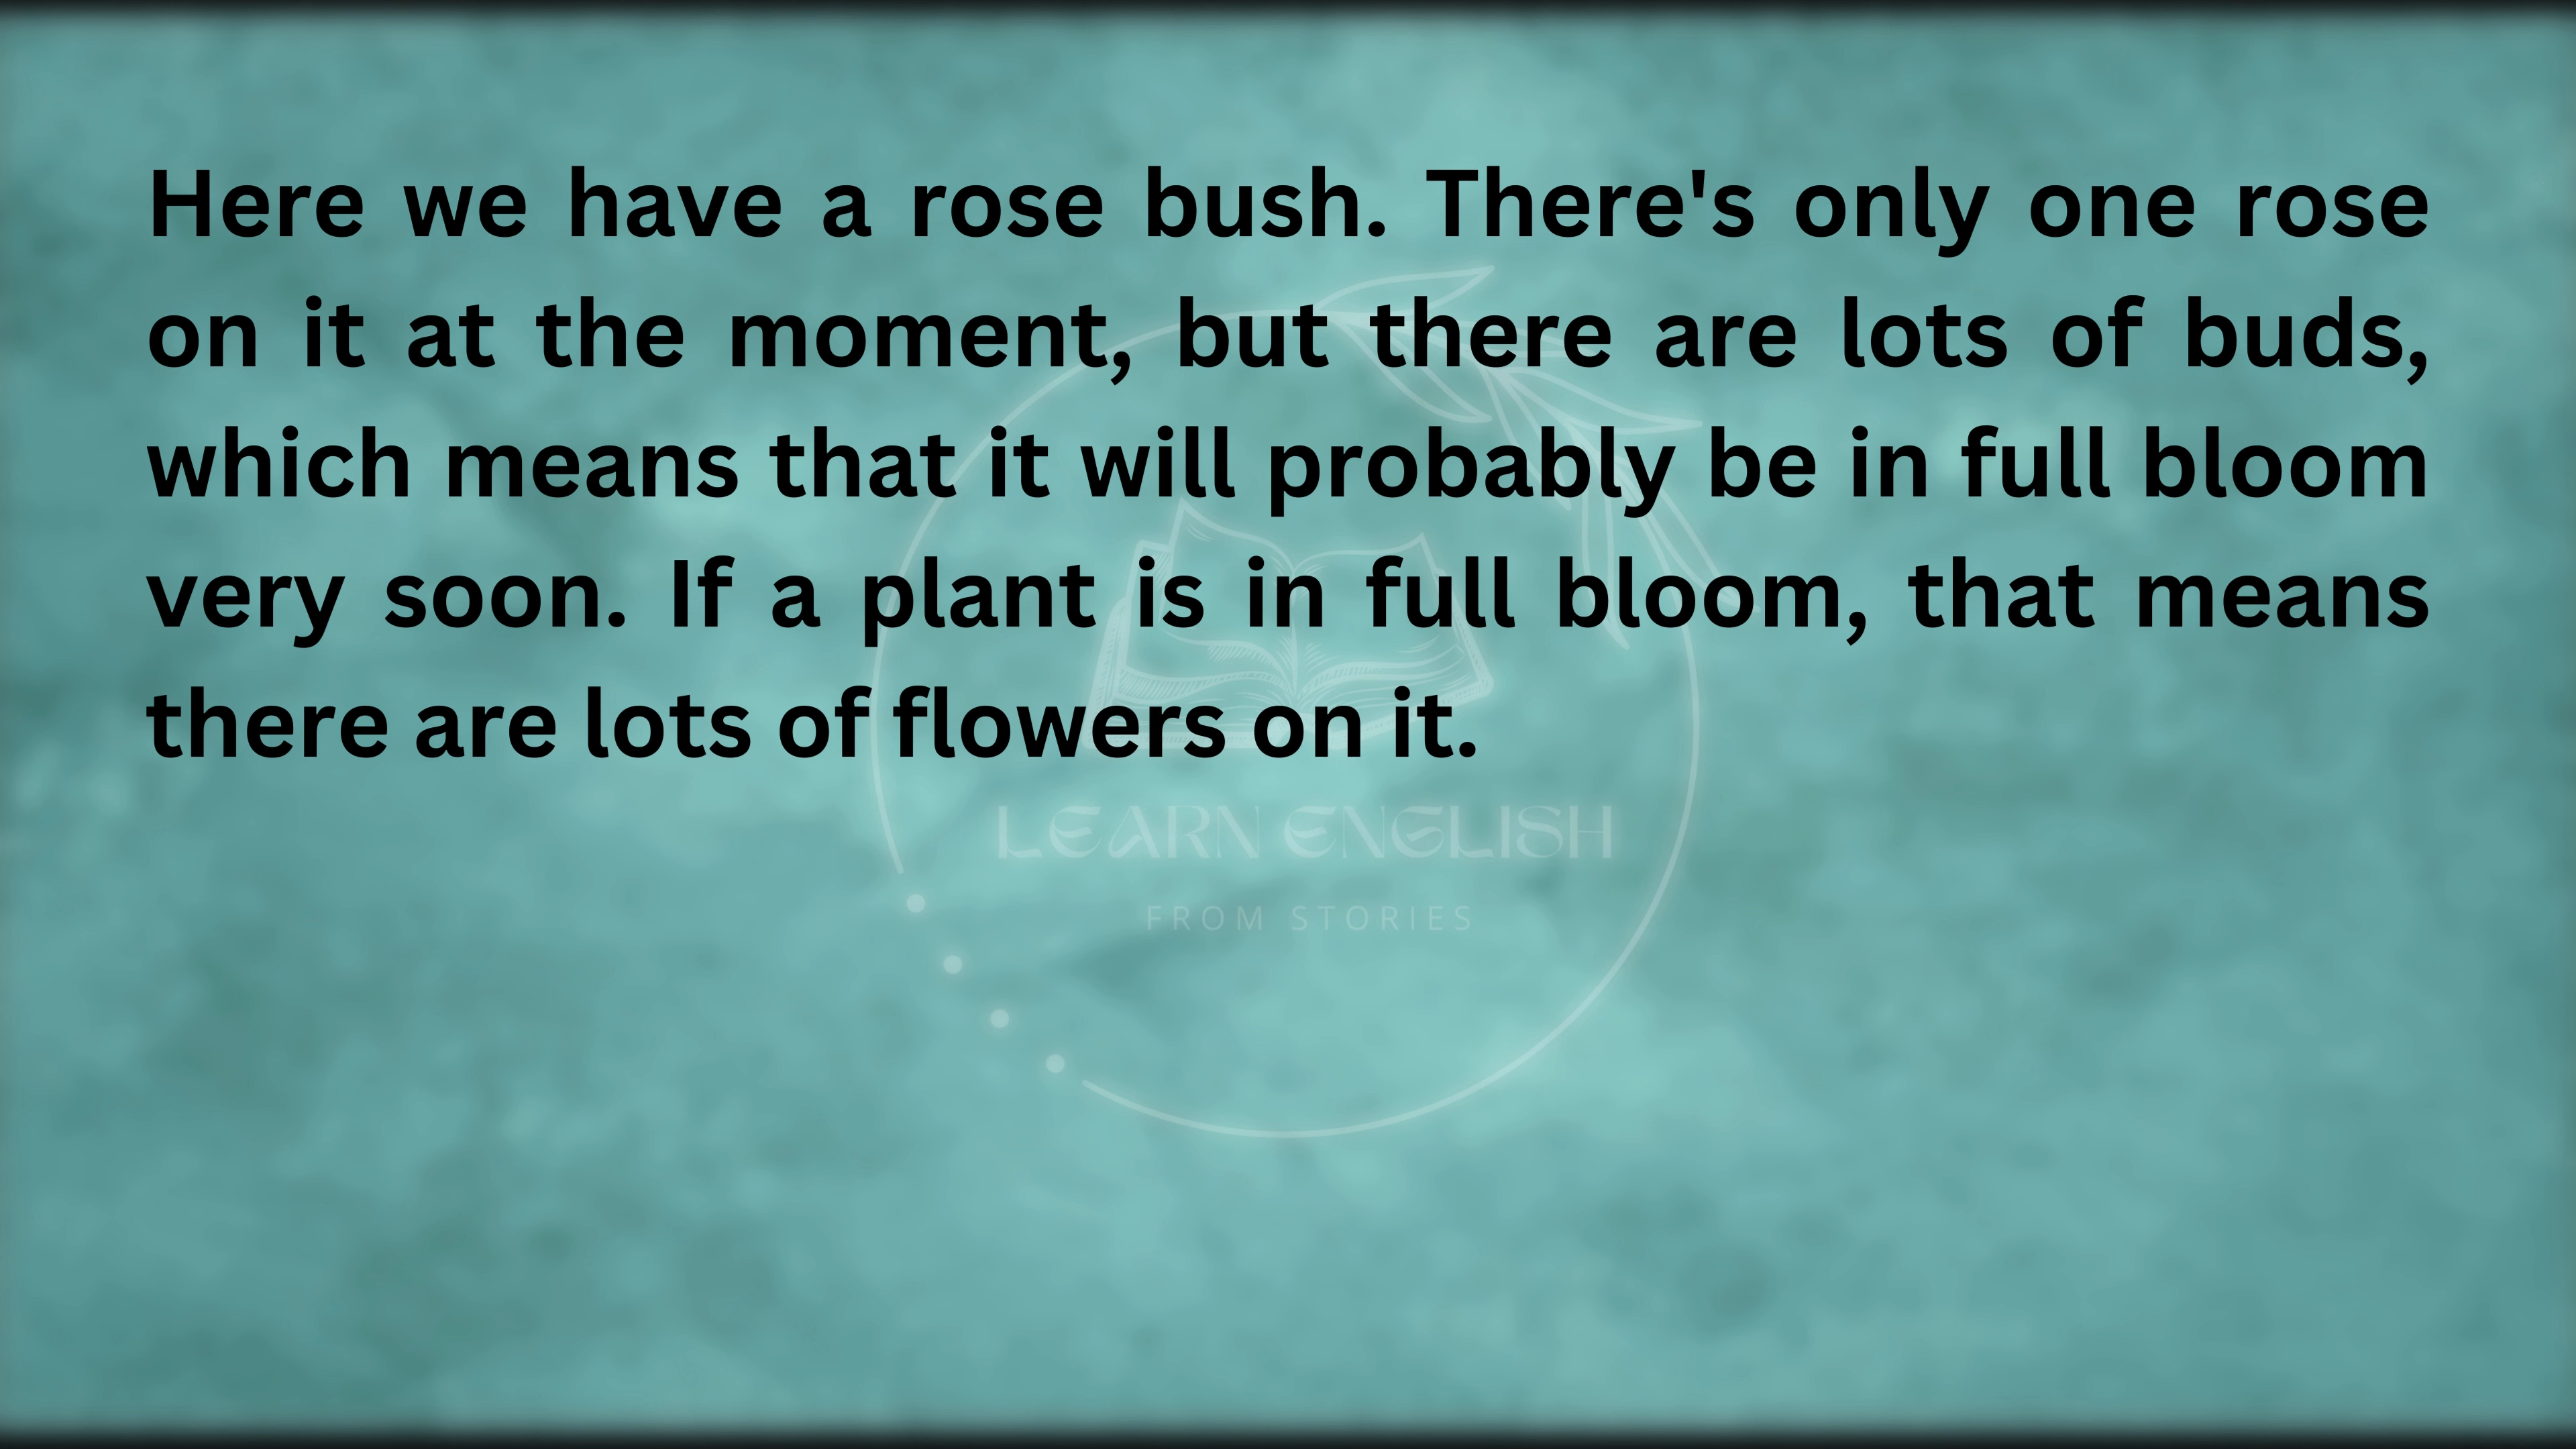 Here we have a rose bush. There's only one rose
on it at the moment, but there are lots of buds,
which means that it will probably be in full bloom
very soon. If a plant is in full bloom, that means
there are lots of flowers on it.
LEARN ENGLISH
FROM STORIES